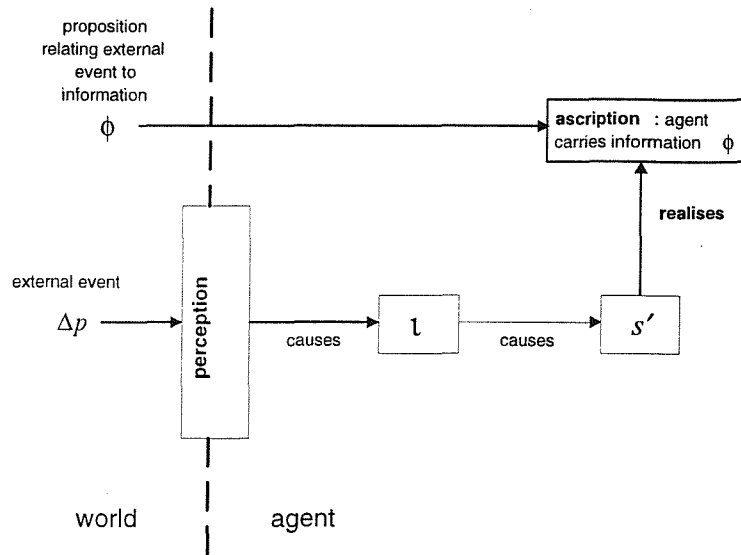 proposition
relating external
event to
information
ϕ
ascription : agent
carries information ϕ
realises
external event
Δp
perception
causes
ι
causes
s′
world
agent